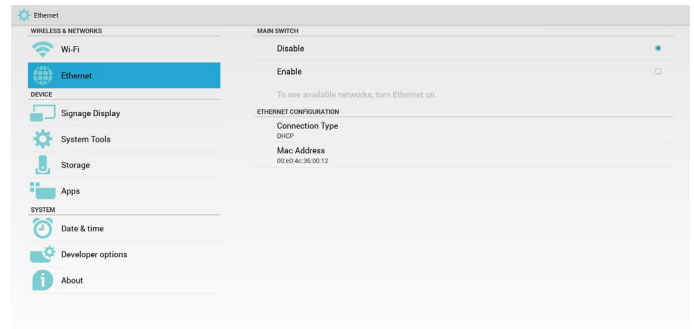 Ethernet
WIRELESS & NETWORKS
Wi-Fi
Ethernet
DEVICE
Signage Display
System Tools
Storage
Apps
SYSTEM
Date & time
Developer options
About
MAIN SWITCH
Disable
Enable
To see available networks, turn Ethernet on.
ETHERNET CONFIGURATION
Connection Type
DHCP
Mac Address
00:e0:4c:36:00:12